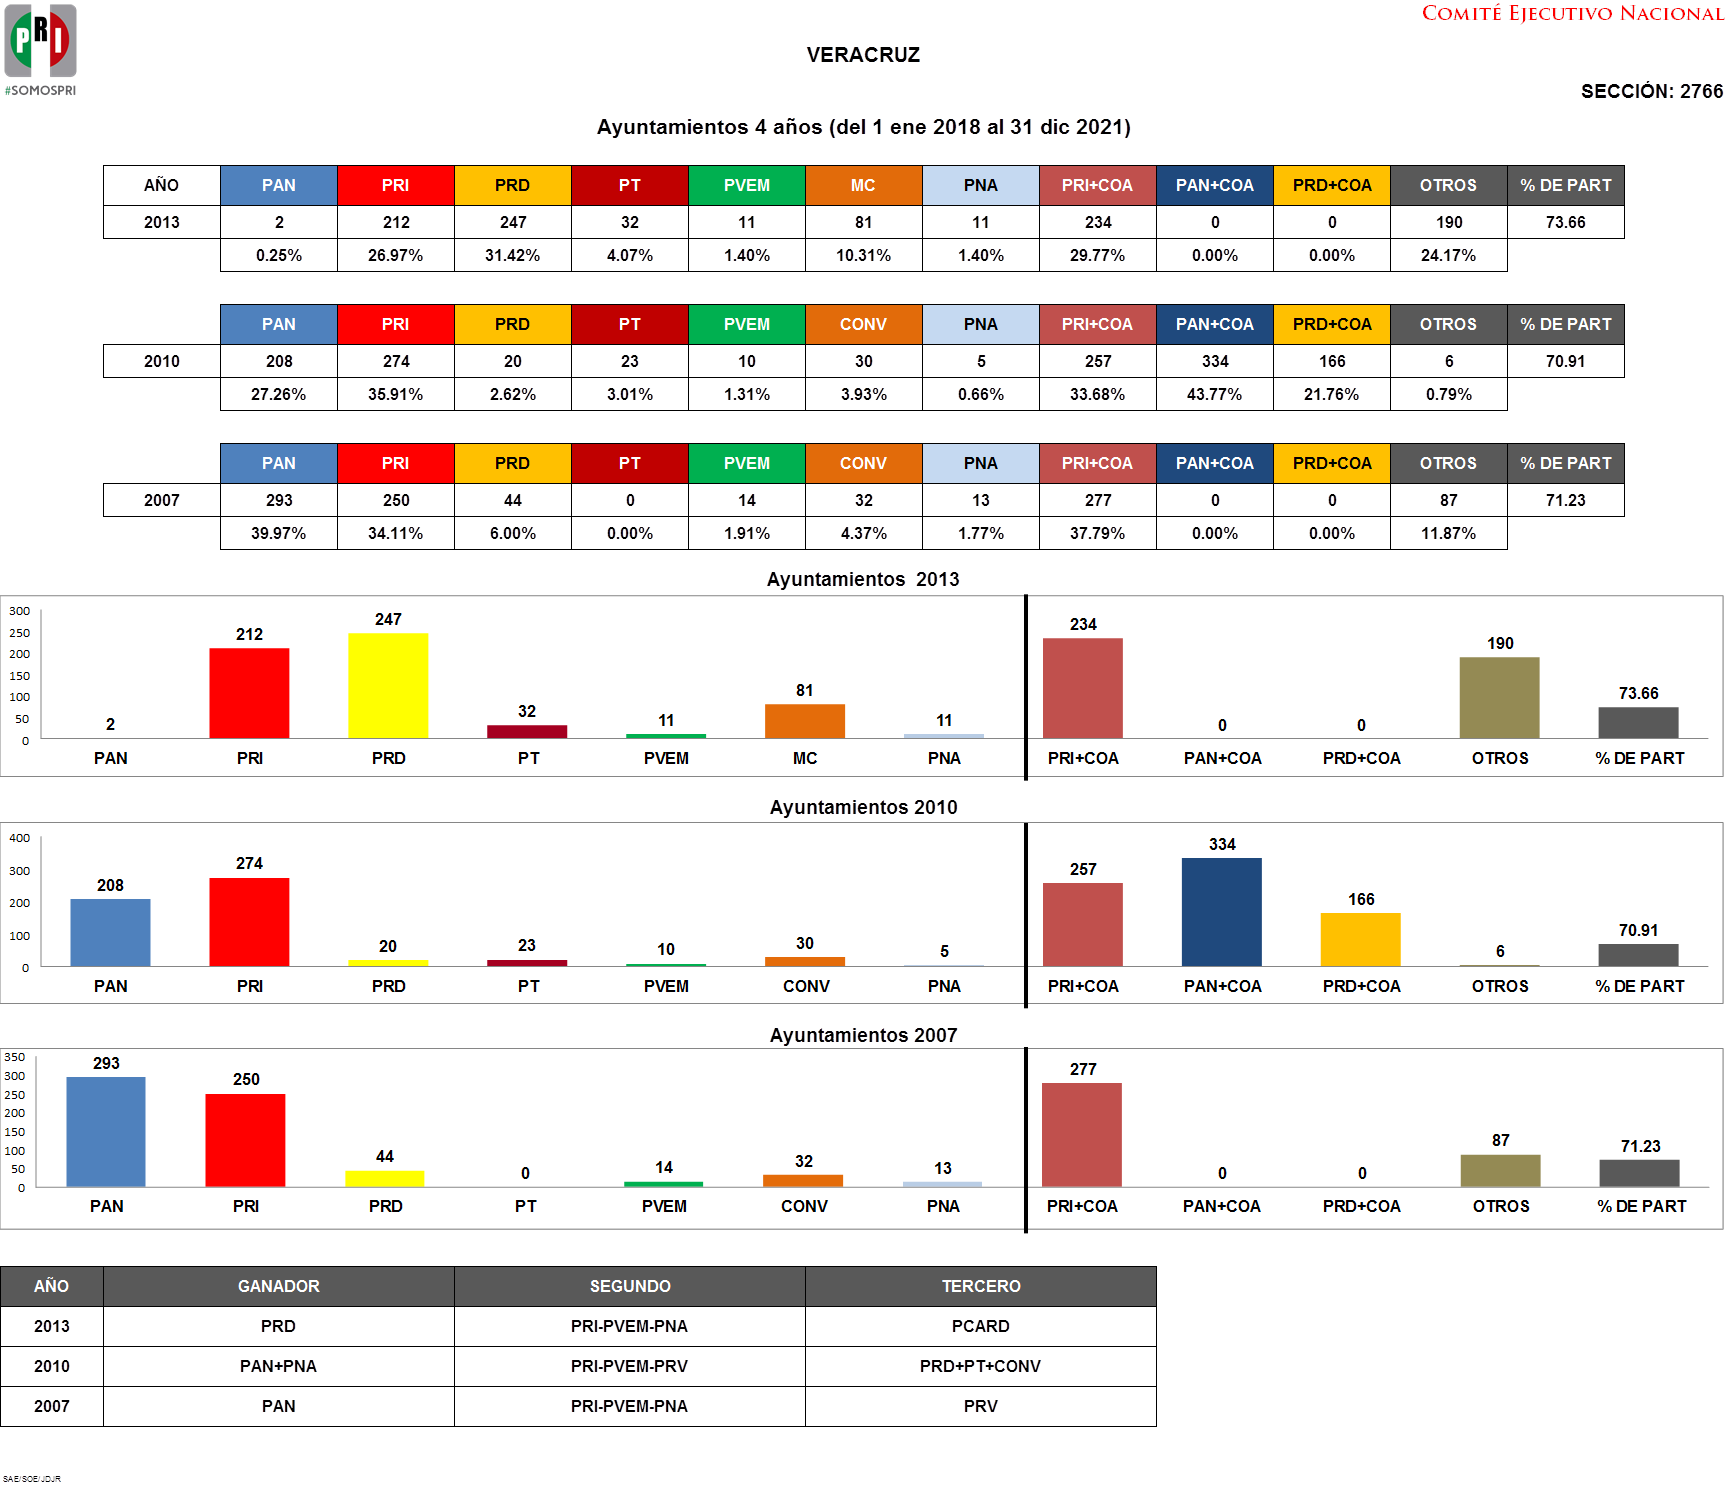 PRI
#SOMOSPRI
COMITÉ EJECUTIVO NACIONAL
VERACRUZ
SECCIÓN: 2766
Ayuntamientos 4 años (del 1 ene 2018 al 31 dic 2021)
AÑO PAN PRI PRD PT PVEM MC PNA PRI+COA PAN+COA PRD+COA OTROS % DE PART
2013 2 212 247 32 11 81 11 234 0 0 190 73.66
0.25% 26.97% 31.42% 4.07% 1.40% 10.31% 1.40% 29.77% 0.00% 0.00% 24.17%
PAN PRI PRD PT PVEM CONV PNA PRI+COA PAN+COA PRD+COA OTROS % DE PART
2010 208 274 20 23 10 30 5 257 334 166 6 70.91
27.26% 35.91% 2.62% 3.01% 1.31% 3.93% 0.66% 33.68% 43.77% 21.76% 0.79%
PAN PRI PRD PT PVEM CONV PNA PRI+COA PAN+COA PRD+COA OTROS % DE PART
2007 293 250 44 0 14 32 13 277 0 0 87 71.23
39.97% 34.11% 6.00% 0.00% 1.91% 4.37% 1.77% 37.79% 0.00% 0.00% 11.87%
Ayuntamientos 2013
300
250
200
150
100
50
0
2 212 247 32 11 81 11 234 0 0 190 73.66
PAN PRI PRD PT PVEM MC PNA PRI+COA PAN+COA PRD+COA OTROS % DE PART
Ayuntamientos 2010
400
300
200
100
0
208 274 20 23 10 30 5 257 334 166 6 70.91
PAN PRI PRD PT PVEM CONV PNA PRI+COA PAN+COA PRD+COA OTROS % DE PART
Ayuntamientos 2007
350
300
250
200
150
100
50
0
293 250 44 0 14 32 13 277 0 0 87 71.23
PAN PRI PRD PT PVEM CONV PNA PRI+COA PAN+COA PRD+COA OTROS % DE PART
AÑO GANADOR SEGUNDO TERCERO
2013 PRD PRI-PVEM-PNA PCARD
2010 PAN+PNA PRI-PVEM-PRV PRD+PT+CONV
2007 PAN PRI-PVEM-PNA PRV
SAE/SOE/JDJR